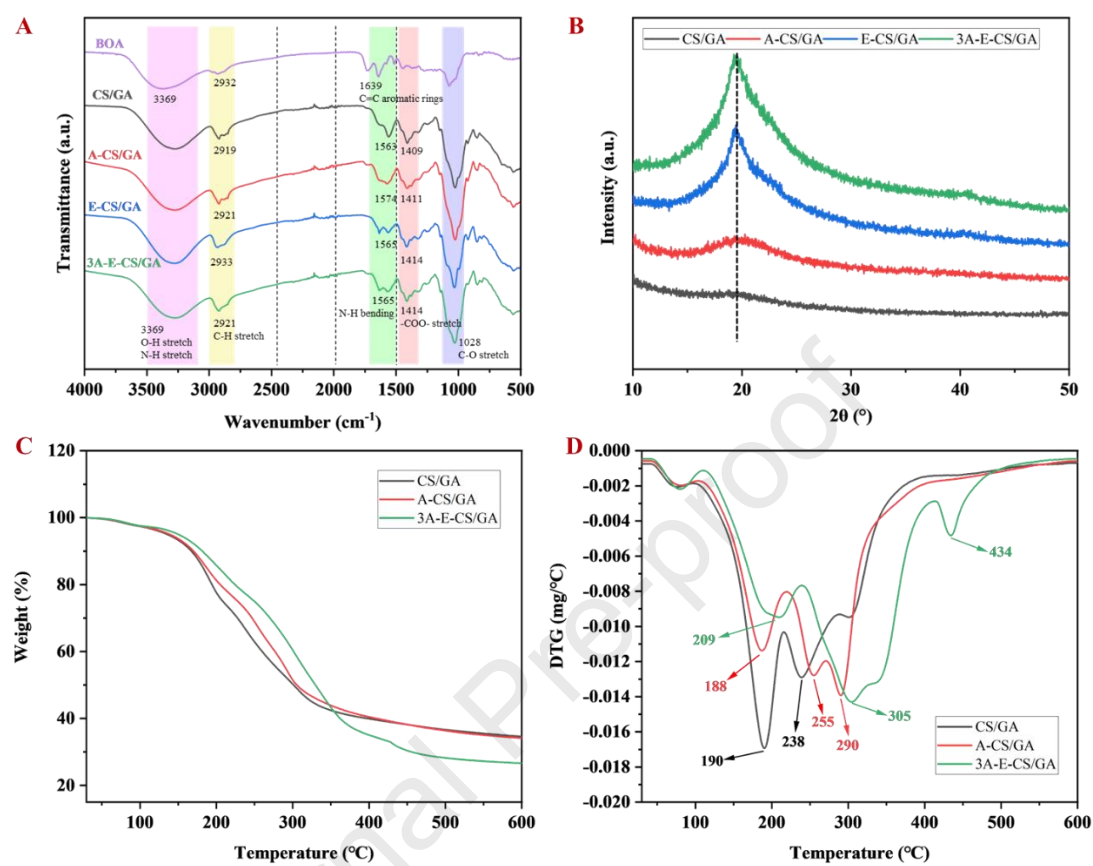 A
BOA
3369
2932
1639
C=C aromatic rings
CS/GA
2919
1563
1409
A-CS/GA
2921
1574
1411
E-CS/GA
2933
1565
1414
3A-E-CS/GA
3369
O-H stretch
N-H stretch
2921
C-H stretch
1565
N-H bending
1414
-COO- stretch
1028
C-O stretch
Transmittance (a.u.)
4000 3500 3000 2500 2000 1500 1000 500
Wavenumber (cm⁻¹)
B
CS/GA A-CS/GA E-CS/GA 3A-E-CS/GA
Intensity (a.u.)
10 20 30 40 50
2θ (°)
C
CS/GA
A-CS/GA
3A-E-CS/GA
Weight (%)
120
100
80
60
40
20
100 200 300 400 500 600
Temperature (℃)
D
DTG (mg/℃)
0.000
-0.002
-0.004
-0.006
-0.008
-0.010
-0.012
-0.014
-0.016
-0.018
-0.020
434
209
188
305
238
255
290
190
CS/GA
A-CS/GA
3A-E-CS/GA
100 200 300 400 500 600
Temperature (℃)
nal Pre-proof